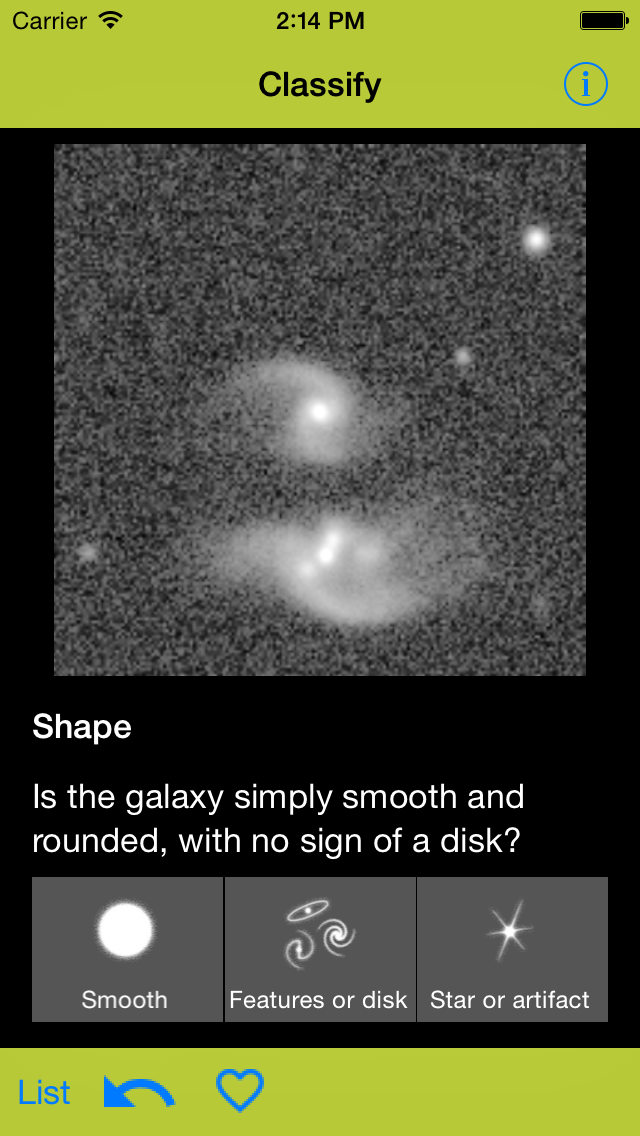 Carrier 2:14 PM
Classify
i
Shape
Is the galaxy simply smooth and
rounded, with no sign of a disk?
Smooth Features or disk Star or artifact
List